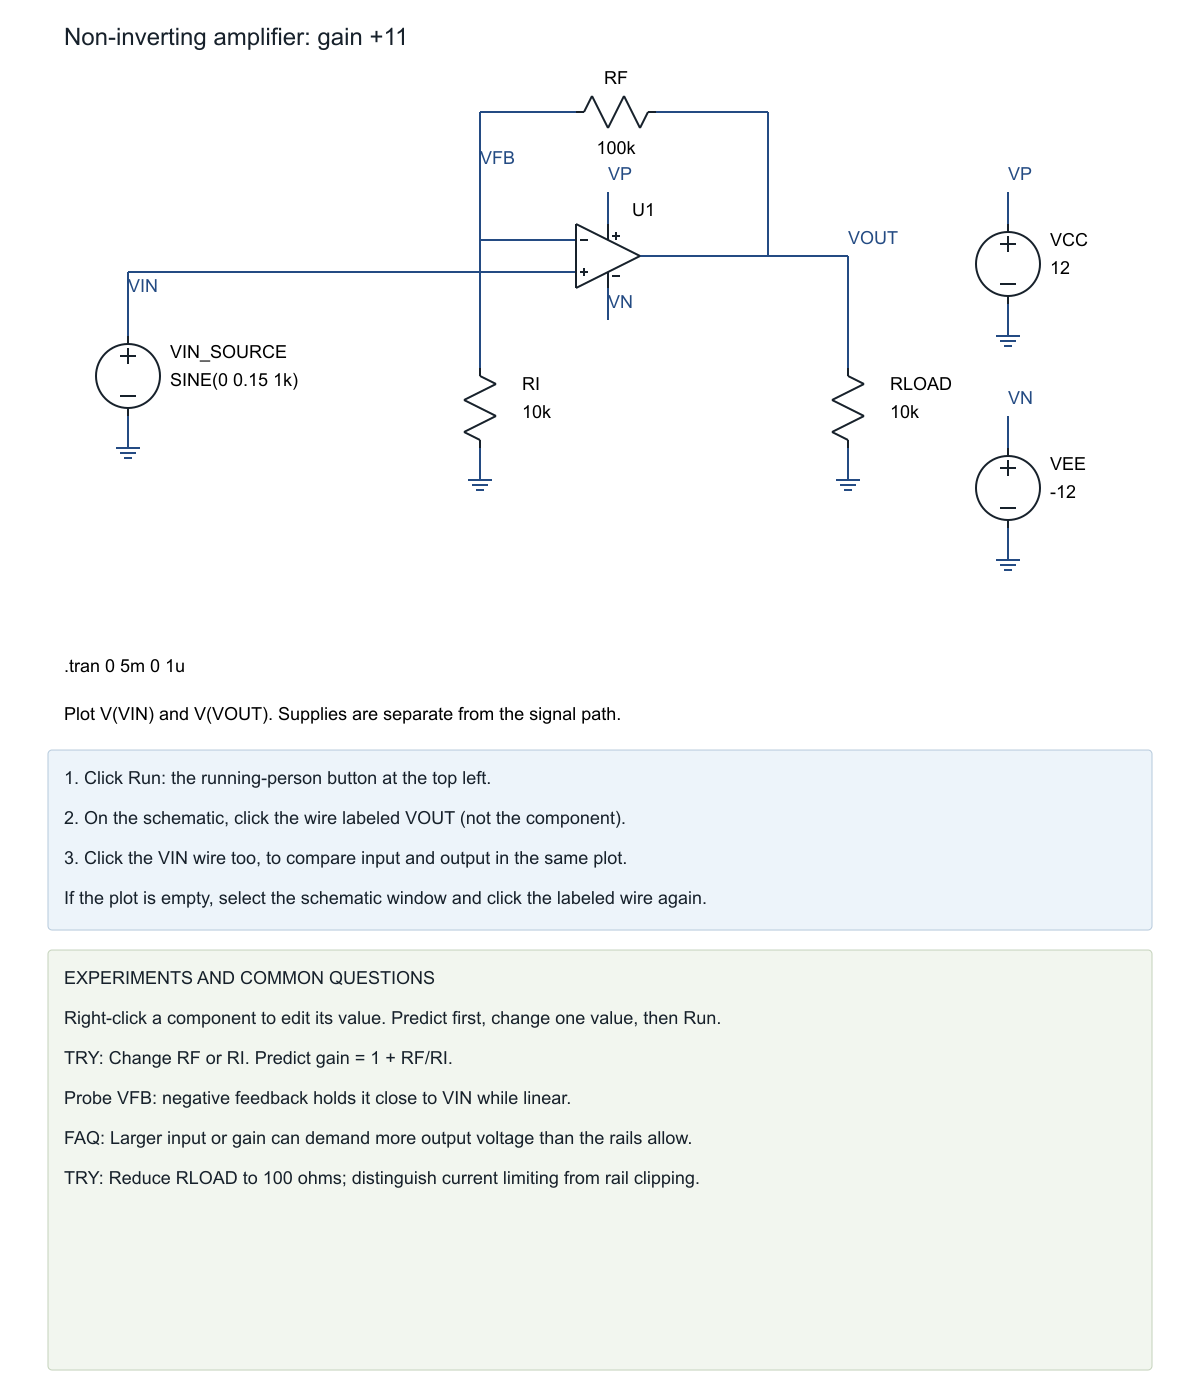 Non-inverting amplifier: gain +11
RF
100k
VFB
VP
U1
VP
VCC
12
VOUT
VIN
VN
VIN_SOURCE
SINE(0 0.15 1k)
RI
10k
RLOAD
10k
VN
VEE
-12
.tran 0 5m 0 1u
Plot V(VIN) and V(VOUT). Supplies are separate from the signal path.
1. Click Run: the running-person button at the top left.
2. On the schematic, click the wire labeled VOUT (not the component).
3. Click the VIN wire too, to compare input and output in the same plot.
If the plot is empty, select the schematic window and click the labeled wire again.
EXPERIMENTS AND COMMON QUESTIONS
Right-click a component to edit its value. Predict first, change one value, then Run.
TRY: Change RF or RI. Predict gain = 1 + RF/RI.
Probe VFB: negative feedback holds it close to VIN while linear.
FAQ: Larger input or gain can demand more output voltage than the rails allow.
TRY: Reduce RLOAD to 100 ohms; distinguish current limiting from rail clipping.